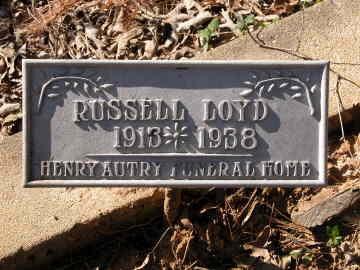 RUSSELL LOYD
1913 * 1938
HENRY AUTRY FUNERAL HOME